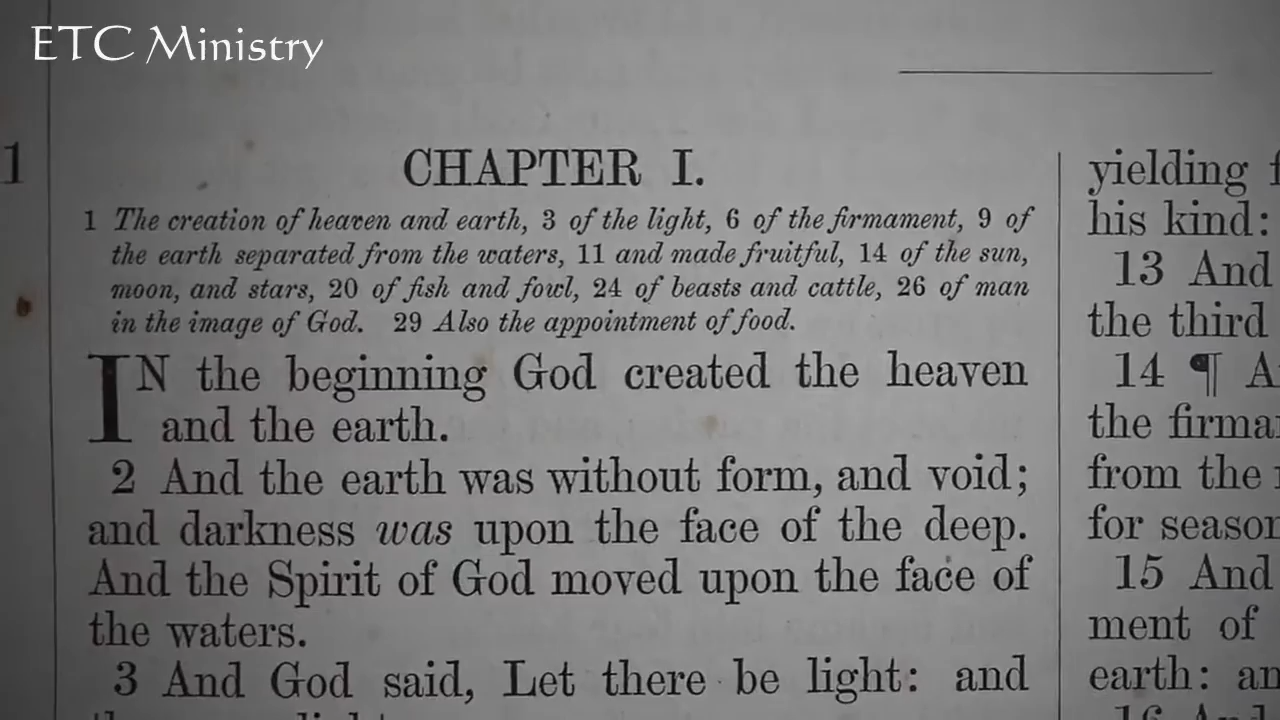 ETC Ministry
1
CHAPTER I.
1 The creation of heaven and earth, 3 of the light, 6 of the firmament, 9 of
the earth separated from the waters, 11 and made fruitful, 14 of the sun,
moon, and stars, 20 of fish and fowl, 24 of beasts and cattle, 26 of man
in the image of God. 29 Also the appointment of food.
IN the beginning God created the heaven
and the earth.
2 And the earth was without form, and void;
and darkness was upon the face of the deep.
And the Spirit of God moved upon the face of
the waters.
3 And God said, Let there be light: and
yielding
his kind:
13 And
the third
14 ¶
the
from the
for
15 And
ment of
earth: